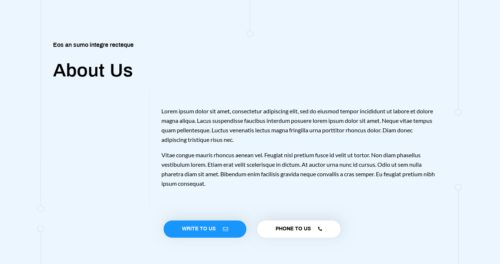 Eos an sumo integre recteque
About Us
Lorem ipsum dolor sit amet, consectetur adipiscing elit, sed do eiusmod tempor incididunt ut labore et dolore
magna aliqua. Lacus suspendisse faucibus interdum posuere lorem ipsum dolor sit amet. Neque vitae tempus
quam pellentesque. Luctus venenatis lectus magna fringilla urna porttitor rhoncus dolor. Diam donec
adipiscing tristique risus nec.
Vitae congue mauris rhoncus aenean vel. Feugiat nisl pretium fusce id velit ut tortor. Non diam phasellus
vestibulum lorem. Etiam erat velit scelerisque in dictum. At auctor urna nunc id cursus. Odio ut sem nulla
pharetra diam sit amet. Bibendum enim facilisis gravida neque convallis a cras semper. Eu feugiat pretium nibh
ipsum consequat.
WRITE TO US
PHONE TO US